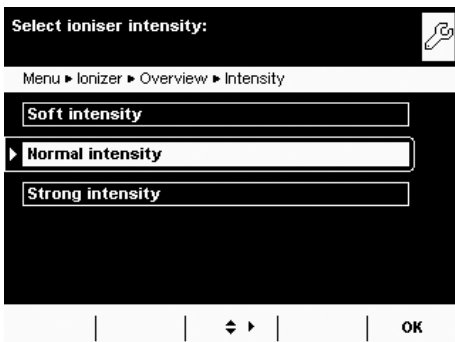 Select ioniser intensity:
Menu ▸ Ionizer ▸ Overview ▸ Intensity
Soft intensity
Normal intensity
Strong intensity
OK